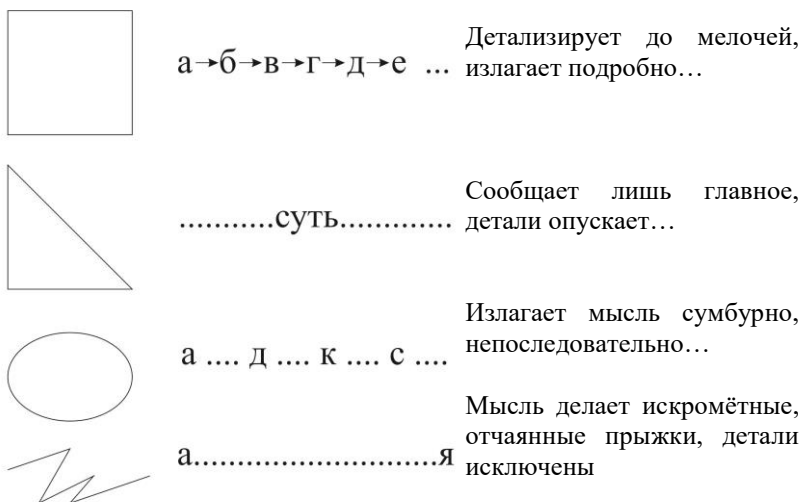 а→б→в→г→д→е ...
Детализирует до мелочей,
излагает подробно…
...........суть.............
Сообщает лишь главное,
детали опускает…
а .... д .... к .... с ....
Излагает мысль сумбурно,
непоследовательно…
а..........................я
Мысль делает искромётные,
отчаянные прыжки, детали
исключены